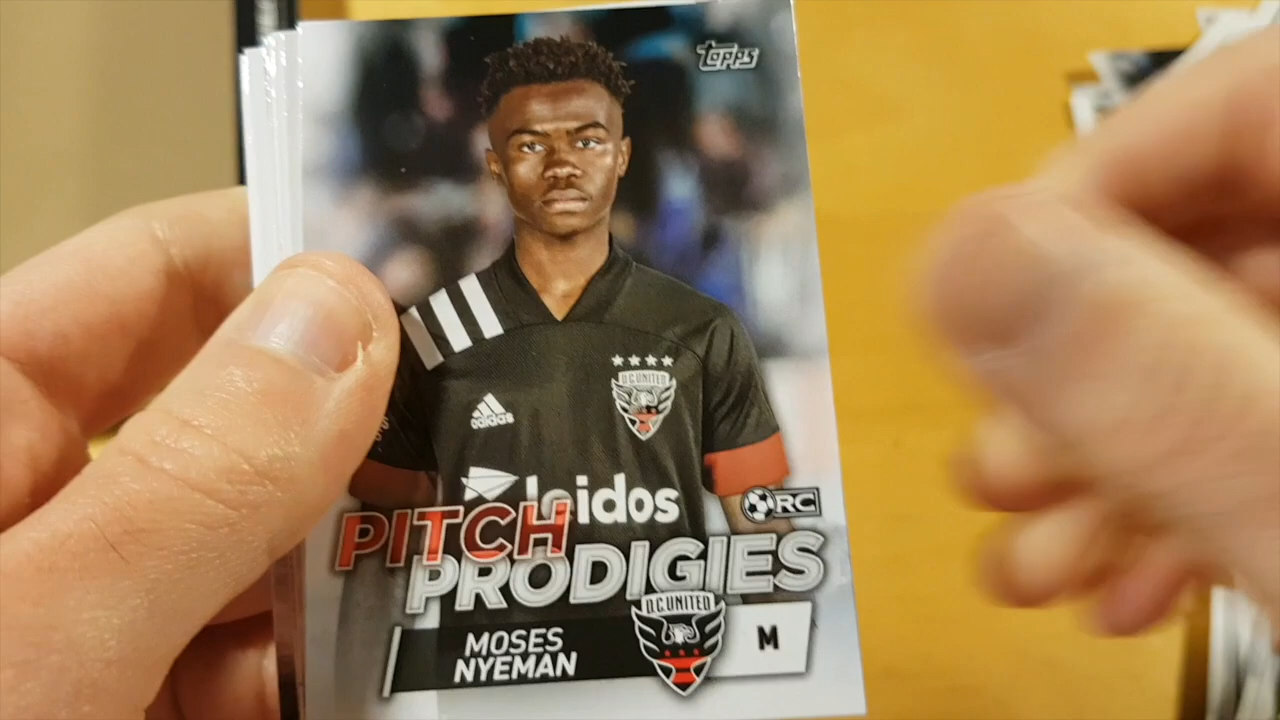 topps
D.C.UNITED
adidas
leidos
RC
PITCH
PRODIGIES
D.C.UNITED
MOSES
NYEMAN
M